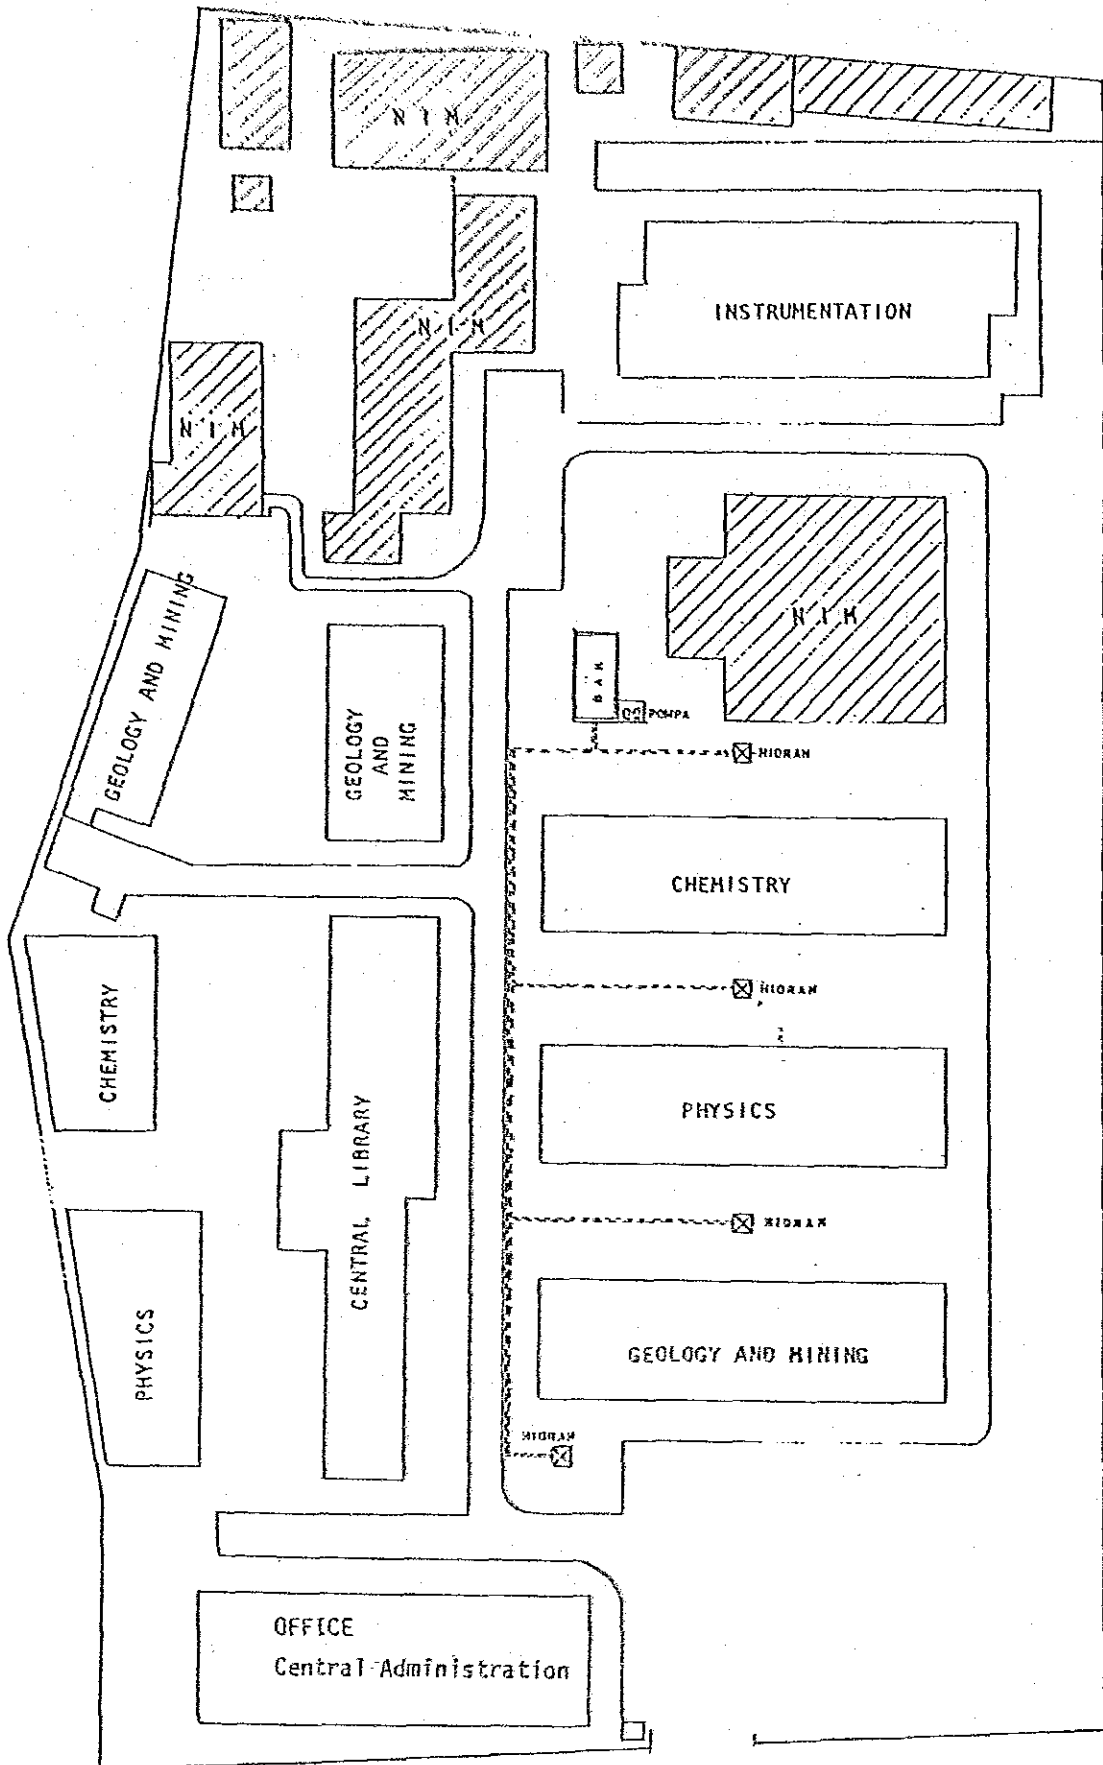 N I M
N I M
INSTRUMENTATION
N I M
N I M
GEOLOGY AND MINING
GEOLOGY
AND
MINING
BAK
POMPA
HIDRAN
CHEMISTRY
HIDRAN
CHEMISTRY
PHYSICS
CENTRAL LIBRARY
HIDRAN
PHYSICS
GEOLOGY AND MINING
HIDRAN
OFFICE
Central Administration